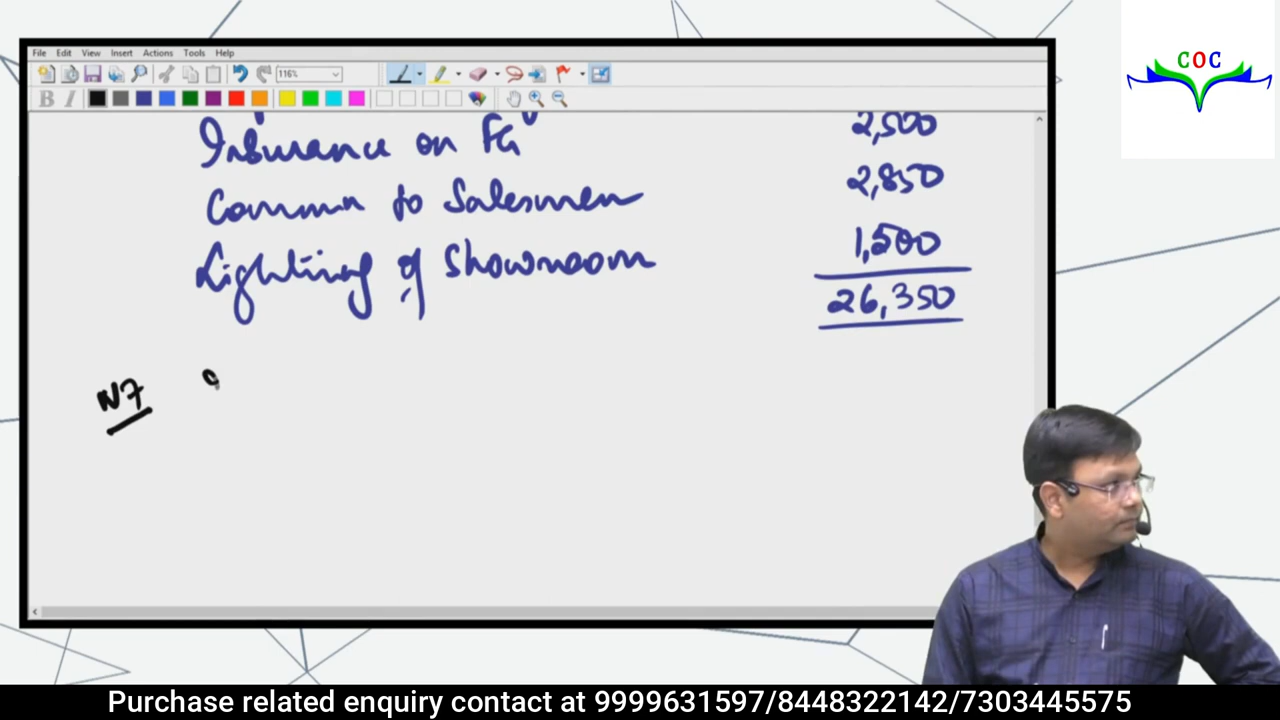 COC
File Edit View Insert Actions Tools Help
116%
B I
Insurance on FG 2,500
Commn to Salesmen 2,850
Lighting of Showroom 1,500
26,350
N7
Purchase related enquiry contact at 9999631597/8448322142/7303445575